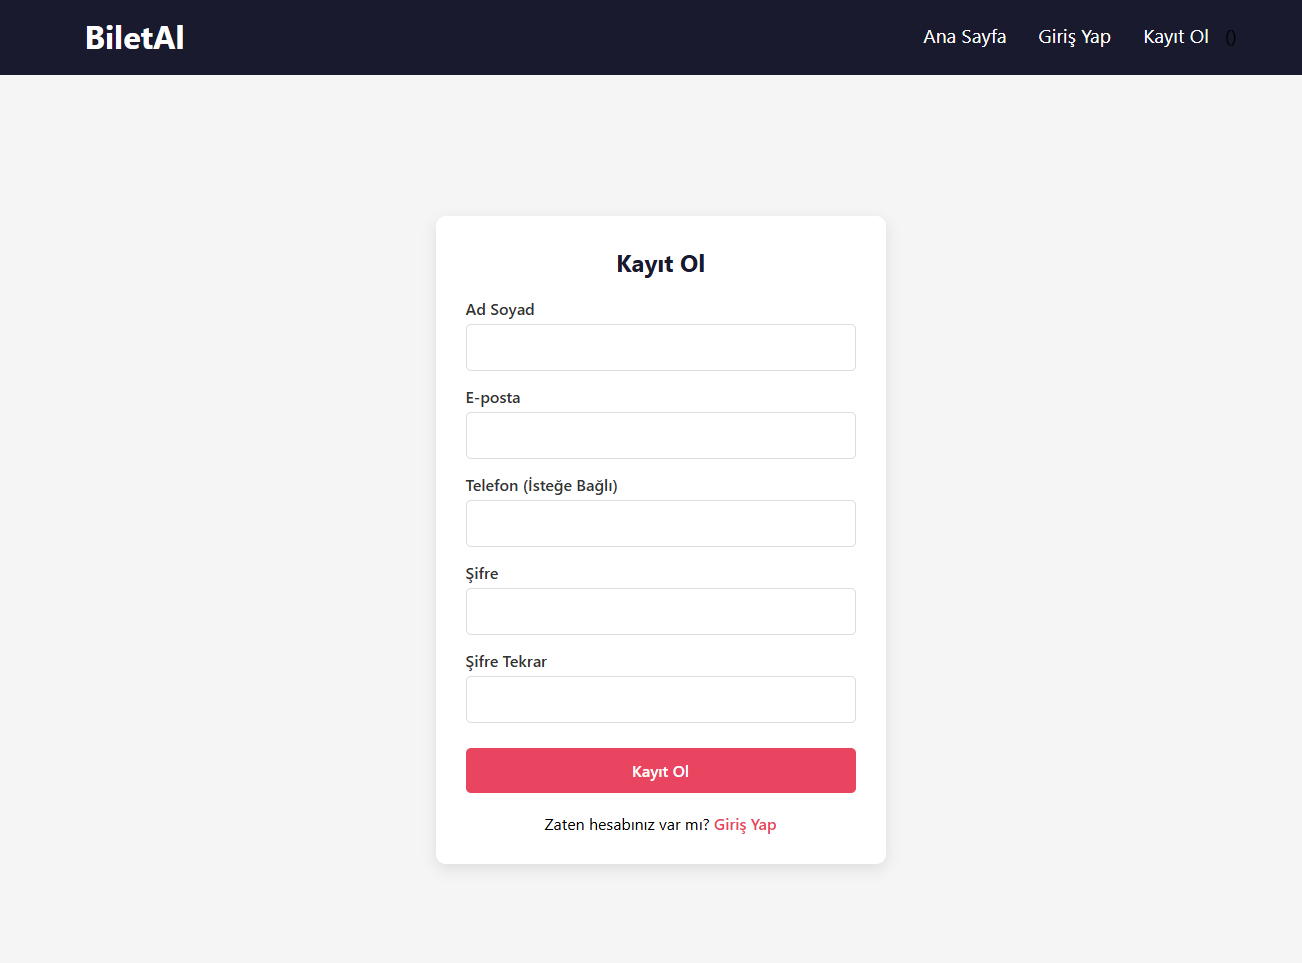 BiletAl
Ana Sayfa Giriş Yap Kayıt Ol ()
Kayıt Ol
Ad Soyad
E-posta
Telefon (İsteğe Bağlı)
Şifre
Şifre Tekrar
Kayıt Ol
Zaten hesabınız var mı? Giriş Yap